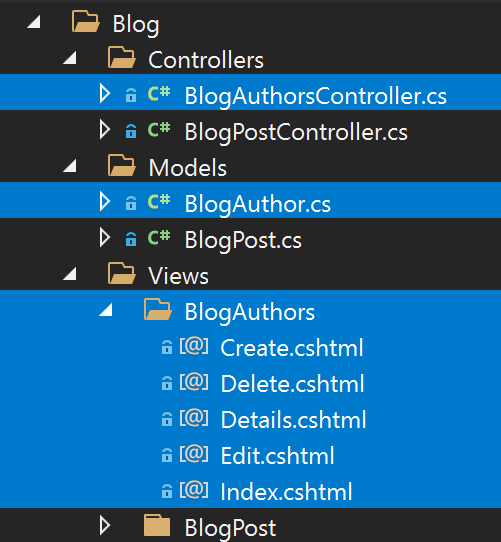 Blog
Controllers
C# BlogAuthorsController.cs
C# BlogPostController.cs
Models
C# BlogAuthor.cs
C# BlogPost.cs
Views
BlogAuthors
[@] Create.cshtml
[@] Delete.cshtml
[@] Details.cshtml
[@] Edit.cshtml
[@] Index.cshtml
BlogPost